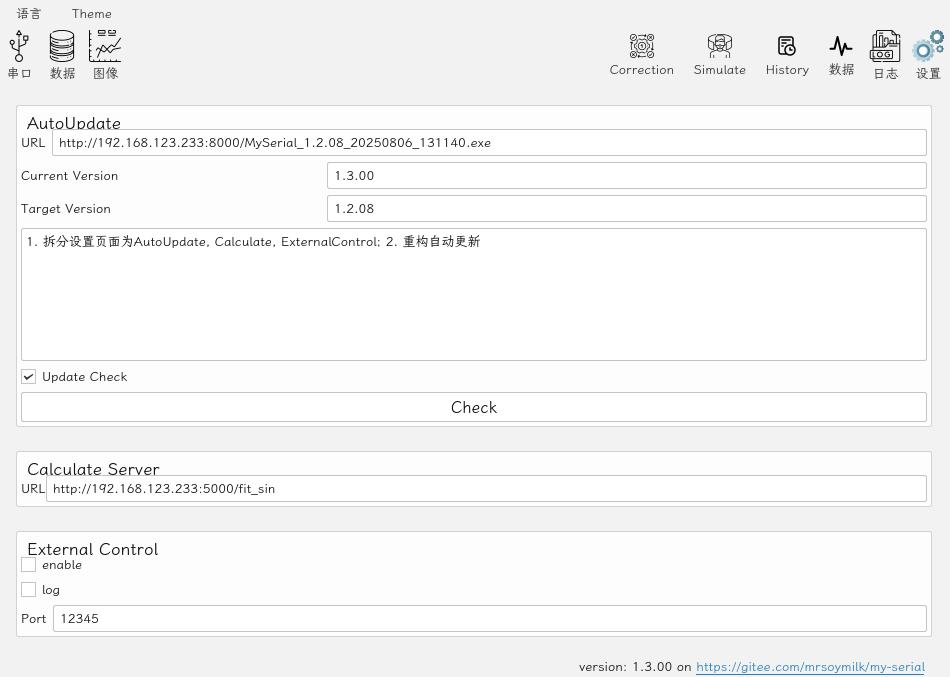 语言 Theme
串口 数据 图像 Correction Simulate History 数据 LOG 日志 设置
AutoUpdate
URL http://192.168.123.233:8000/MySerial_1.2.08_20250806_131140.exe
Current Version 1.3.00
Target Version 1.2.08
1. 拆分设置页面为AutoUpdate, Calculate, ExternalControl; 2. 重构自动更新
Update Check
Check
Calculate Server
URL http://192.168.123.233:5000/fit_sin
External Control
enable
log
Port 12345
version: 1.3.00 on https://gitee.com/mrsoymilk/my-serial